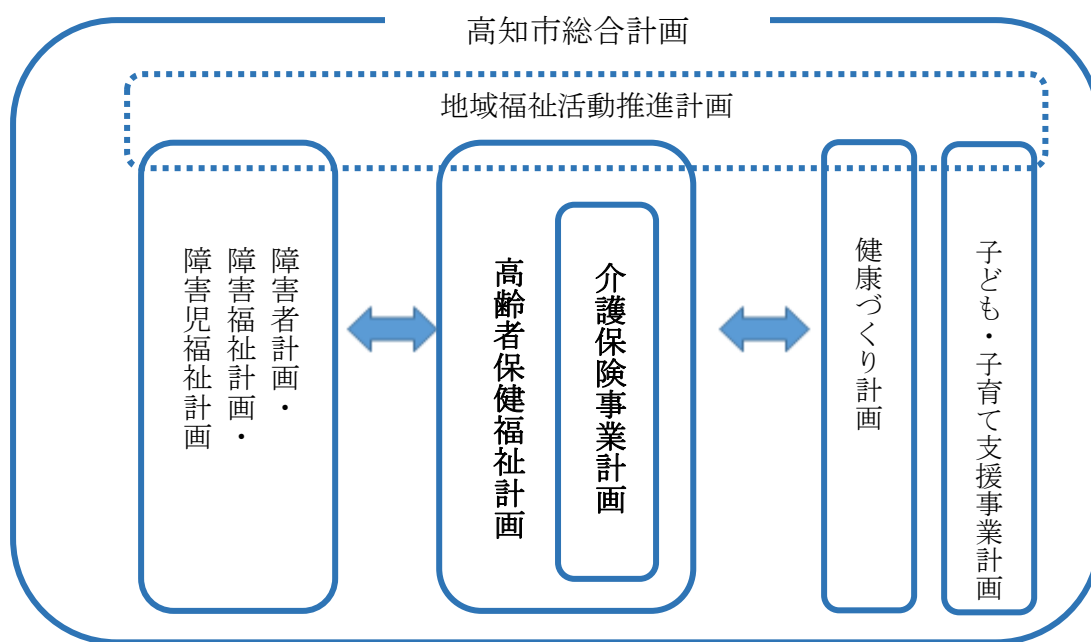 高知市総合計画
地域福祉活動推進計画
障害者計画・
障害福祉計画・
障害児福祉計画
高齢者保健福祉計画
介護保険事業計画
健康づくり計画
子ども・子育て支援事業計画